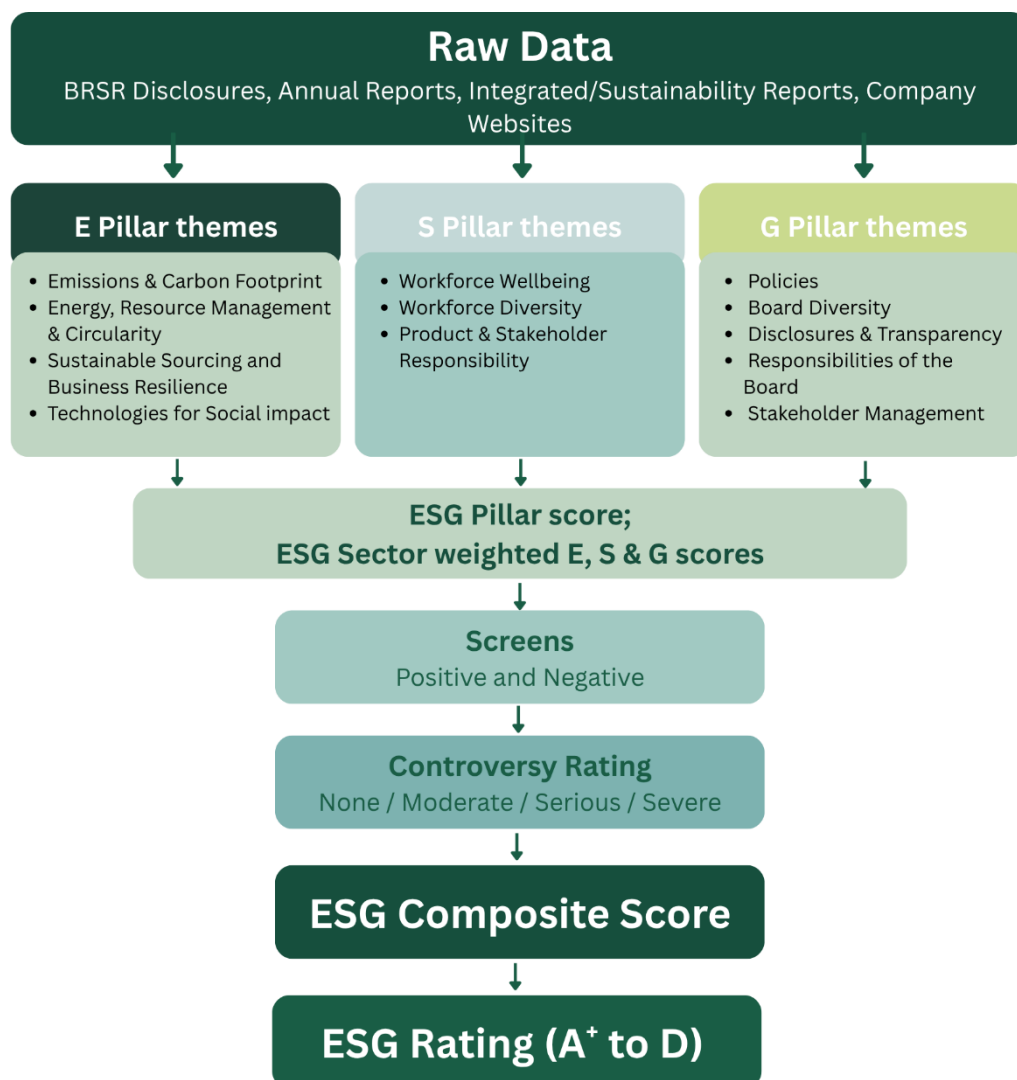 Raw Data
BRSR Disclosures, Annual Reports, Integrated/Sustainability Reports, Company
Websites
E Pillar themes
• Emissions & Carbon Footprint
• Energy, Resource Management
& Circularity
• Sustainable Sourcing and
Business Resilience
• Technologies for Social impact
S Pillar themes
• Workforce Wellbeing
• Workforce Diversity
• Product & Stakeholder
Responsibility
G Pillar themes
• Policies
• Board Diversity
• Disclosures & Transparency
• Responsibilities of the
Board
• Stakeholder Management
ESG Pillar score;
ESG Sector weighted E, S & G scores
Screens
Positive and Negative
Controversy Rating
None / Moderate / Serious / Severe
ESG Composite Score
ESG Rating (A⁺ to D)